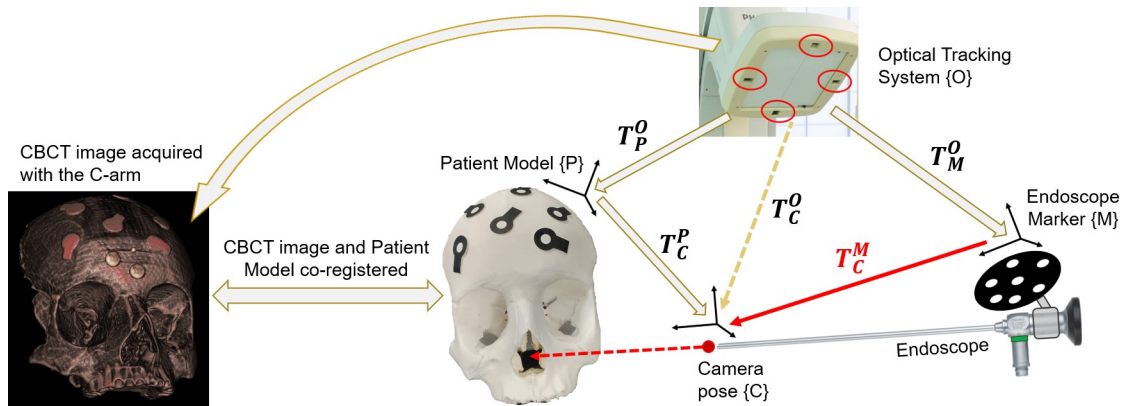 PH
Optical Tracking
System {O}
CBCT image acquired
with the C-arm
Patient Model {P}
T_P^O
T_M^O
T_C^O
Endoscope
Marker {M}
CBCT image and Patient
Model co-registered
T_C^P
T_C^M
Endoscope
Camera
pose {C}